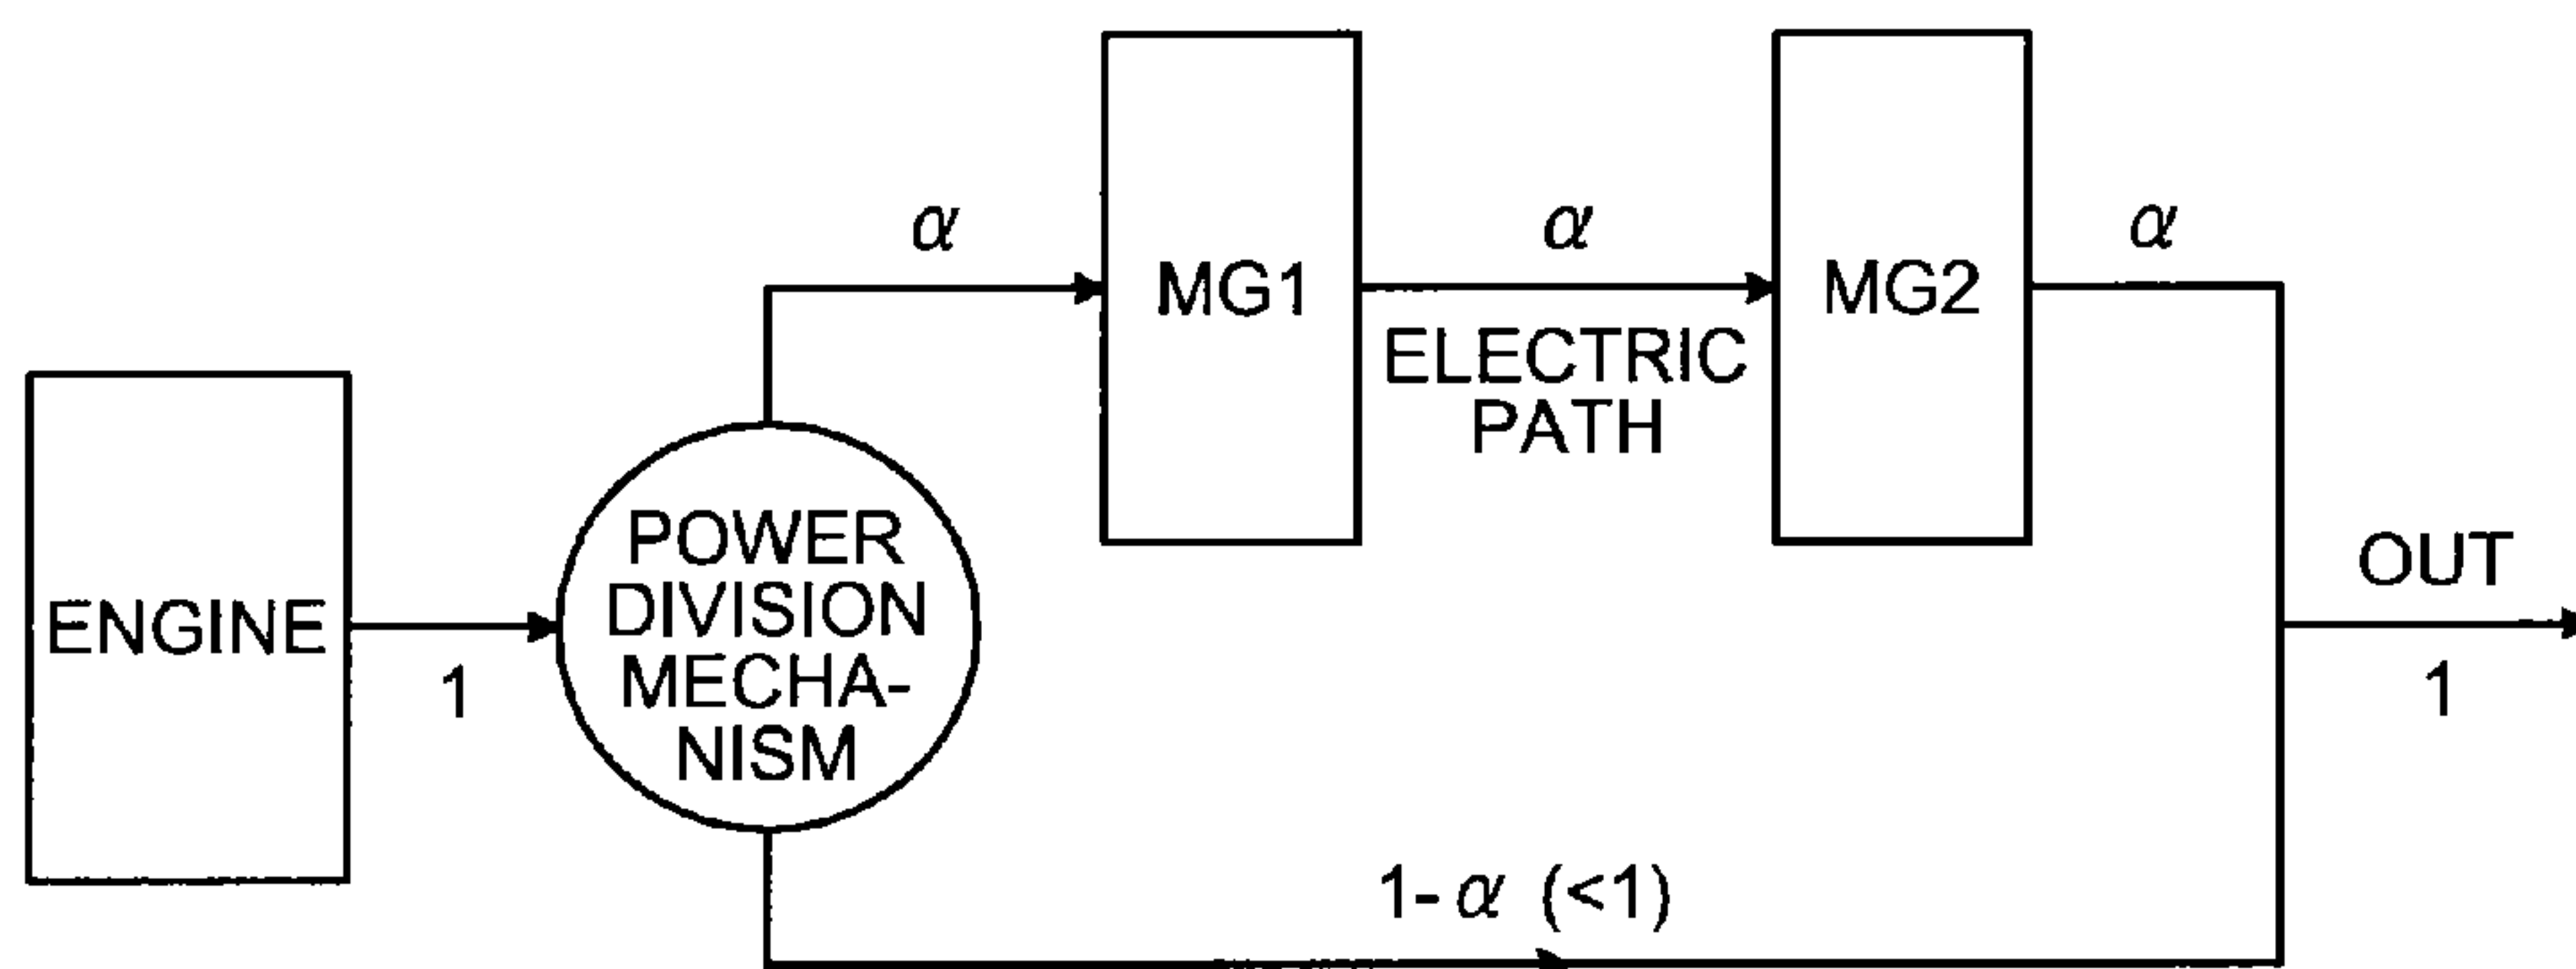 α
α
α
MG1
MG2
ELECTRIC
PATH
ENGINE
1
POWER
DIVISION
MECHA-
NISM
OUT
1
1-α (<1)